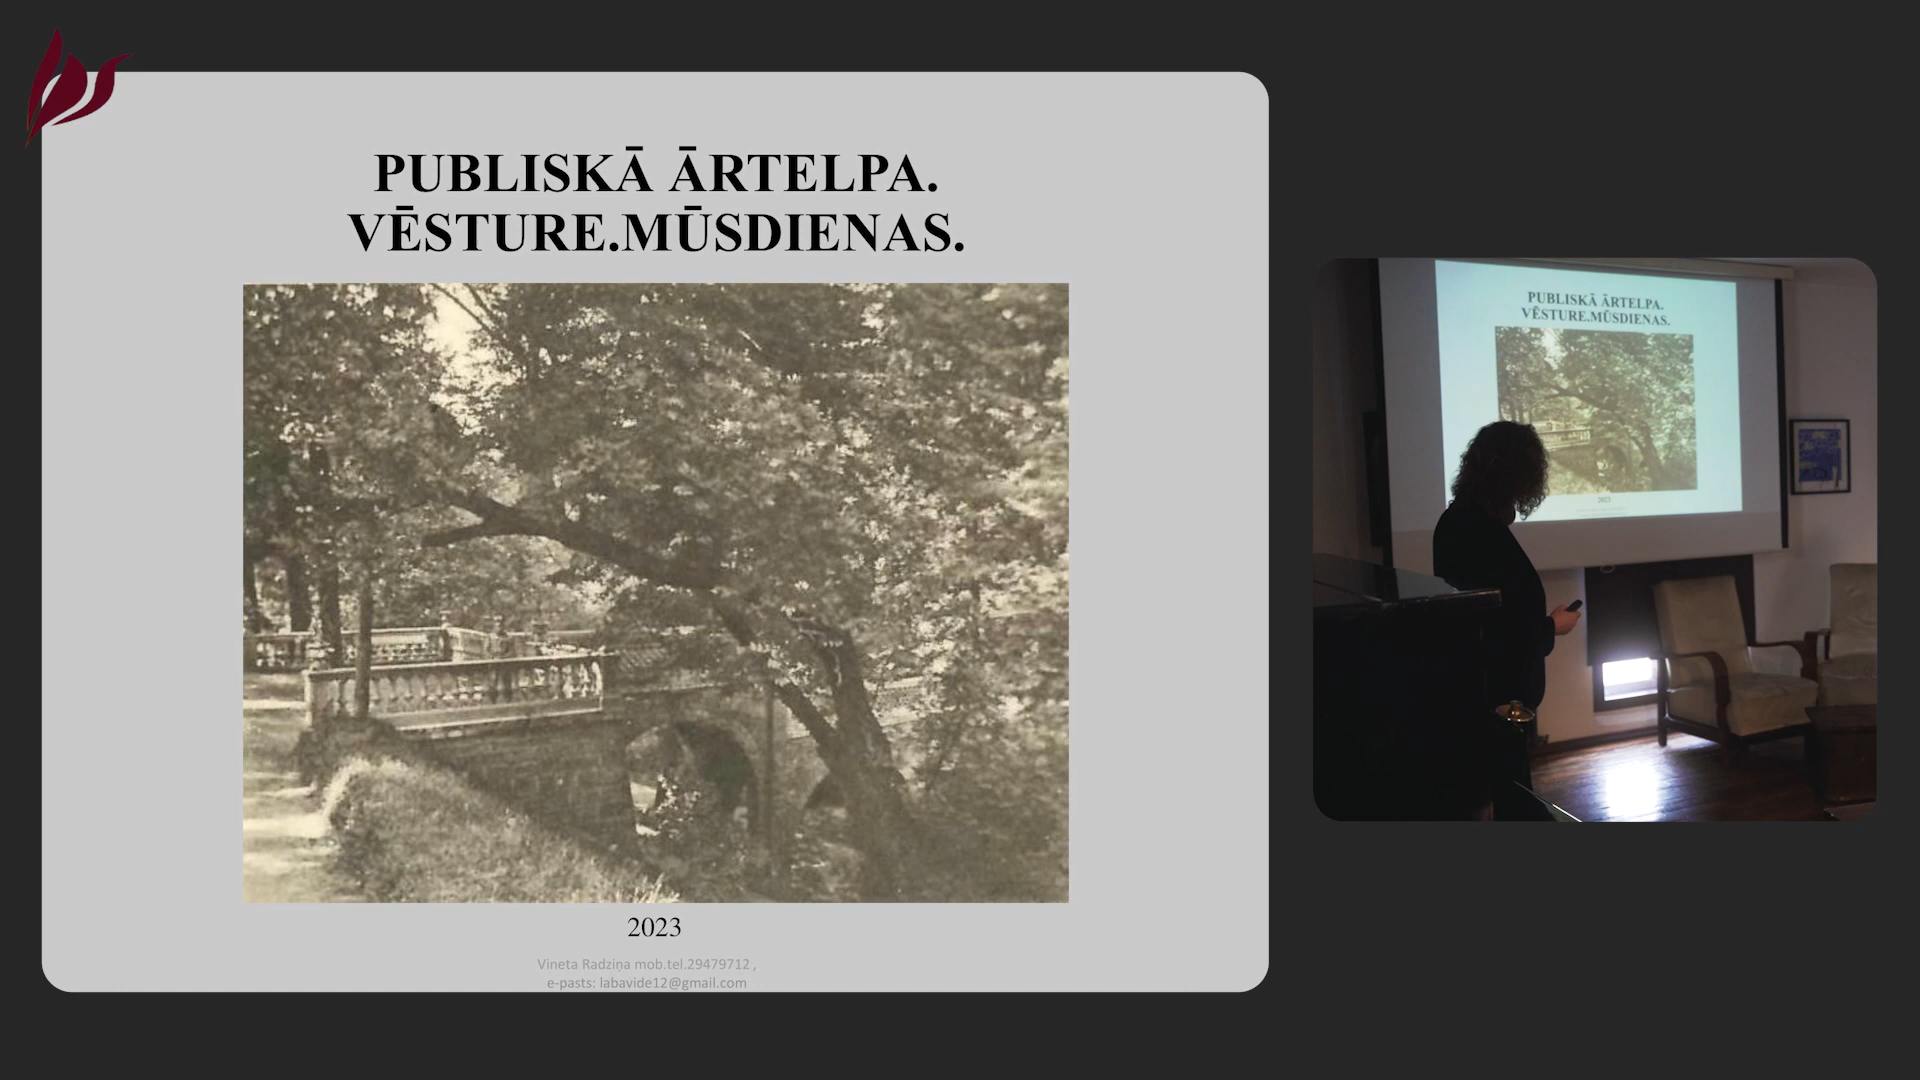 PUBLISKĀ ĀRTELPA.
VĒSTURE.MŪSDIENAS.
2023
Vineta Radziņa mob.tel.29479712 ,
e-pasts: labavide12@gmail.com
PUBLISKĀ ĀRTELPA.
VĒSTURE.MŪSDIENAS.
2023